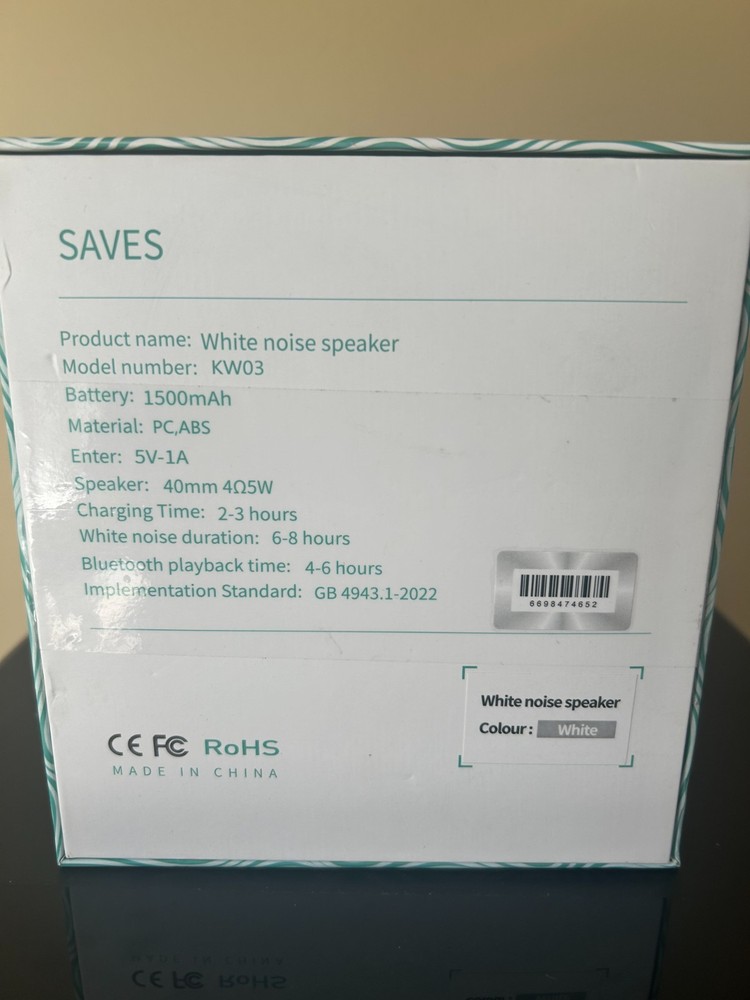 SAVES
Product name: White noise speaker
Model number: KW03
Battery: 1500mAh
Material: PC,ABS
Enter: 5V-1A
Speaker: 40mm 4Ω5W
Charging Time: 2-3 hours
White noise duration: 6-8 hours
Bluetooth playback time: 4-6 hours
Implementation Standard: GB 4943.1-2022
6698474652
White noise speaker
Colour: White
CE FC RoHS
MADE IN CHINA